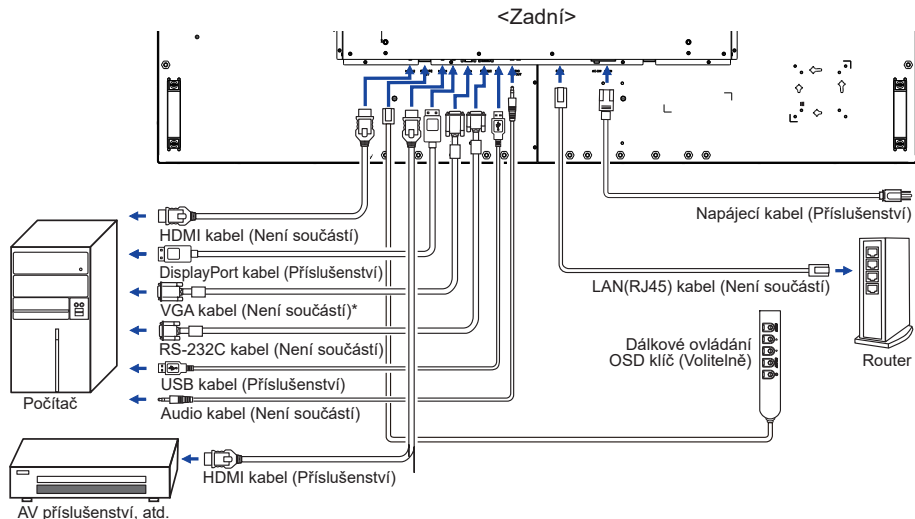 <Zadní>
Napájecí kabel (Příslušenství)
HDMI kabel (Není součástí)
DisplayPort kabel (Příslušenství)
LAN(RJ45) kabel (Není součástí)
VGA kabel (Není součástí)*
RS-232C kabel (Není součástí)
Dálkové ovládání
OSD klíč (Volitelně)
Router
USB kabel (Příslušenství)
Počítač
Audio kabel (Není součástí)
HDMI kabel (Příslušenství)
AV příslušenství, atd.